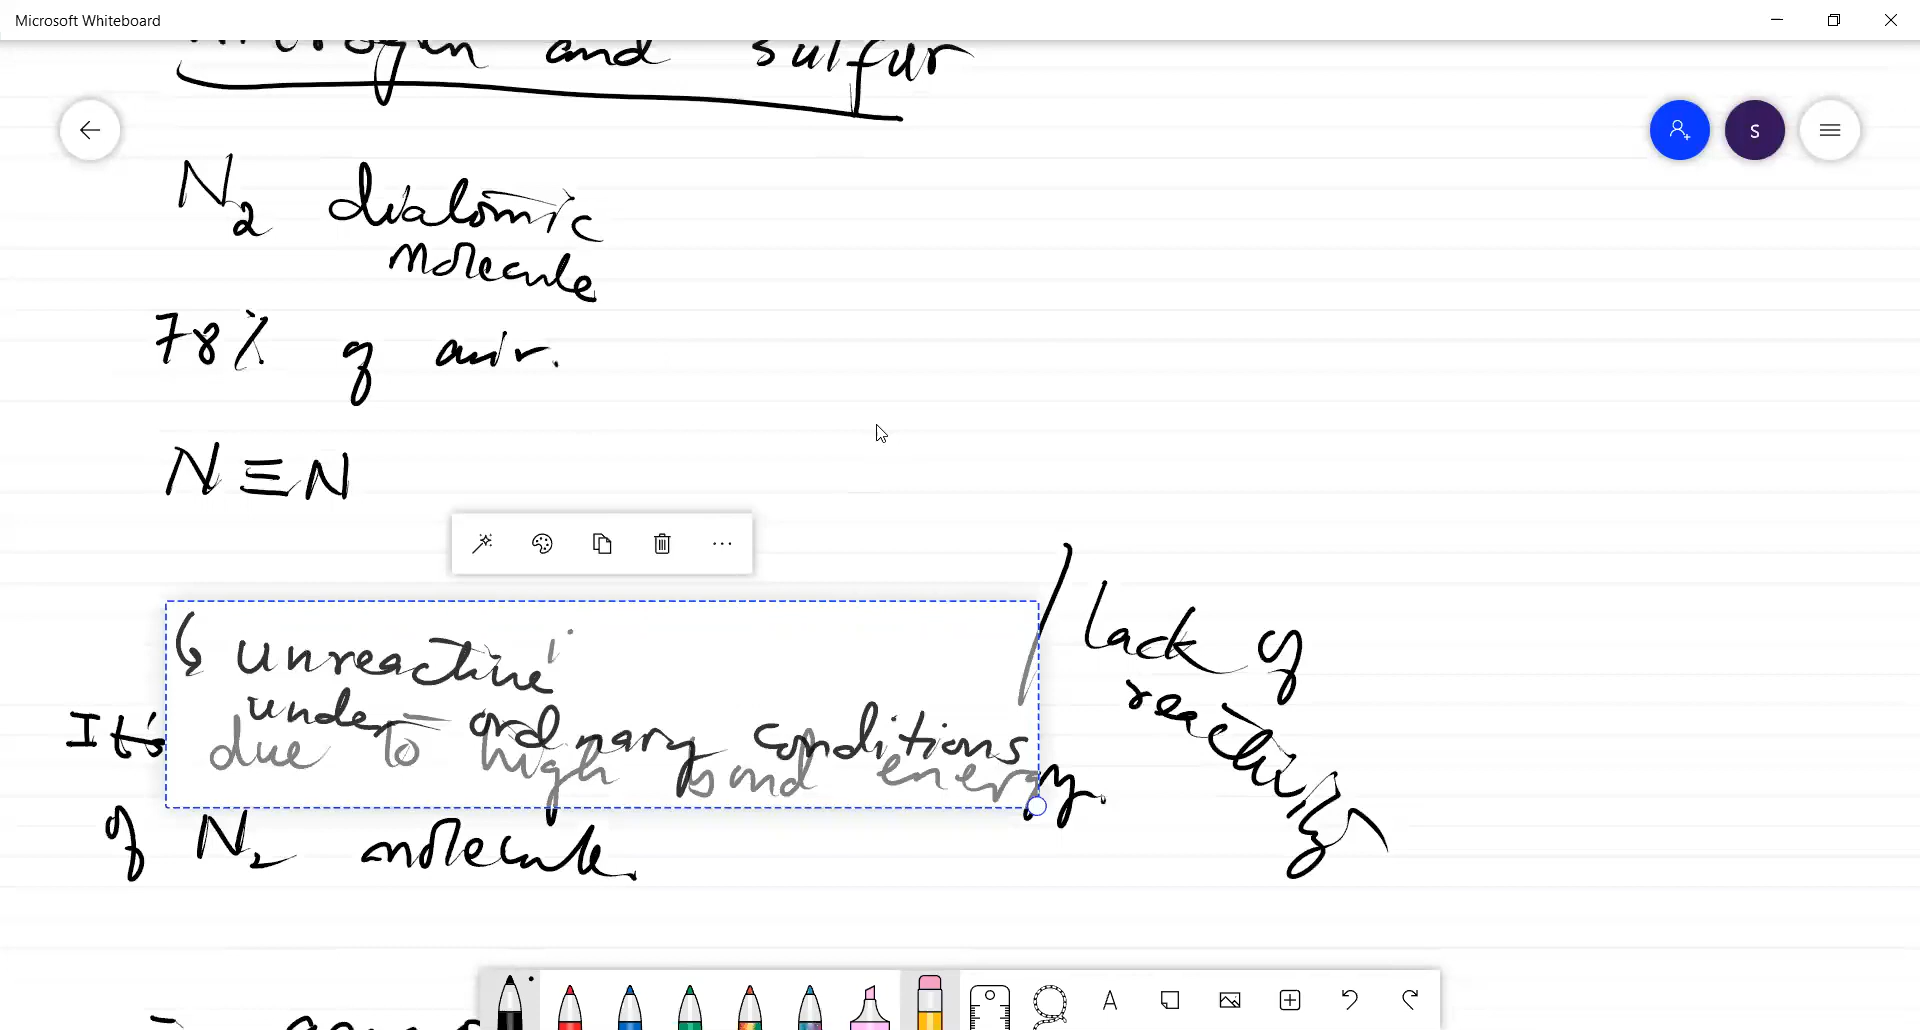 Microsoft Whiteboard
Nitrogen and sulfur
S
N₂ diatomic
molecule
78% of air.
N≡N
unreactive
under ordinary conditions
/ lack of
reactivity
It's due to high bond energy.
of N₂ molecule.
A